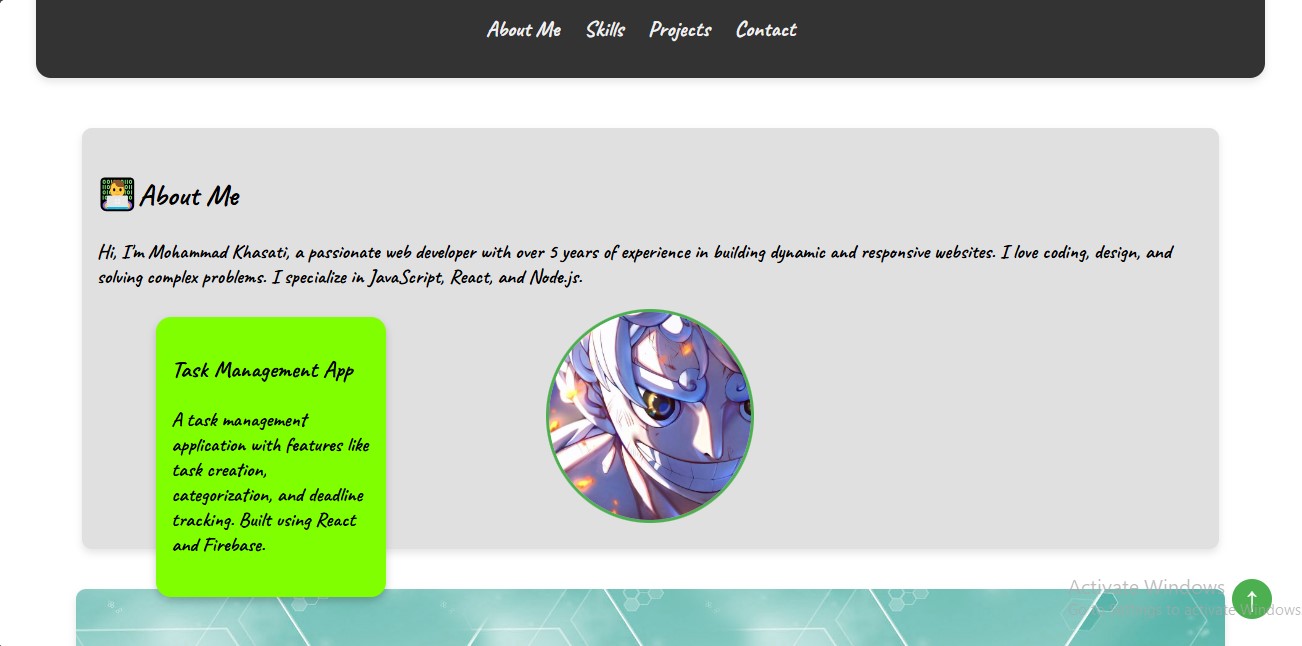 About Me Skills Projects Contact
About Me
Hi, I'm Mohammad Khasati, a passionate web developer with over 5 years of experience in building dynamic and responsive websites. I love coding, design, and
solving complex problems. I specialize in JavaScript, React, and Node.js.
Task Management App
A task management
application with features like
task creation,
categorization, and deadline
tracking. Built using React
and Firebase.
Activate Windows
Go to Settings to activate Windows
↑